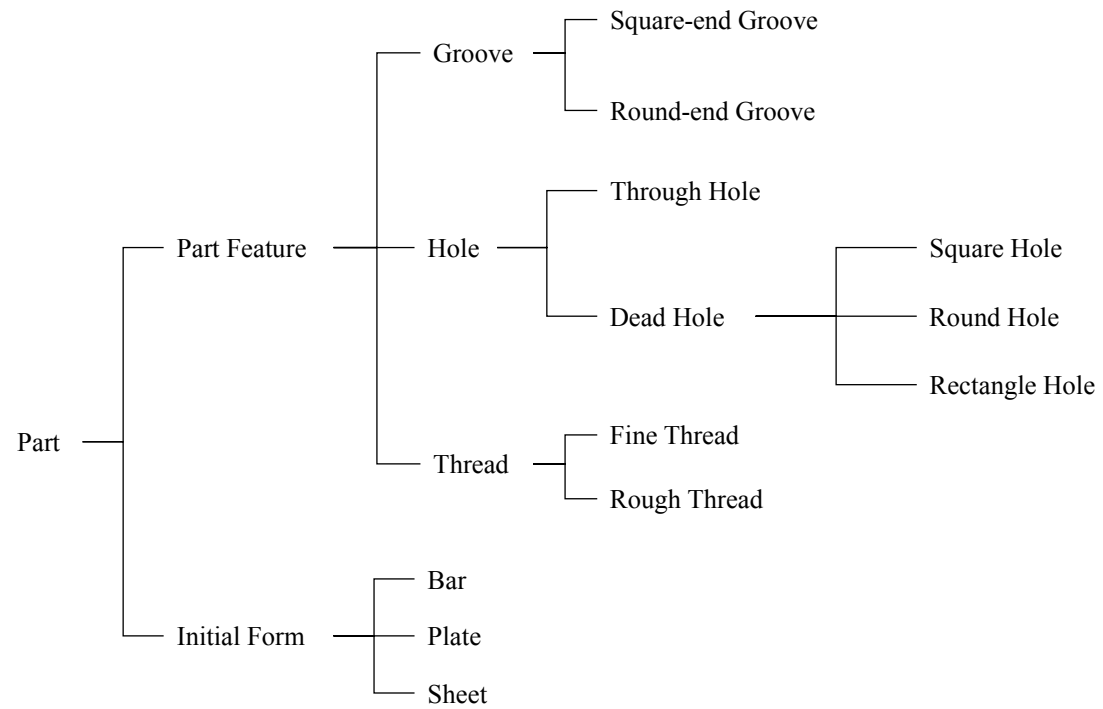 Square-end Groove
Groove
Round-end Groove
Through Hole
Part Feature
Hole
Square Hole
Dead Hole
Round Hole
Rectangle Hole
Part
Fine Thread
Thread
Rough Thread
Bar
Initial Form
Plate
Sheet